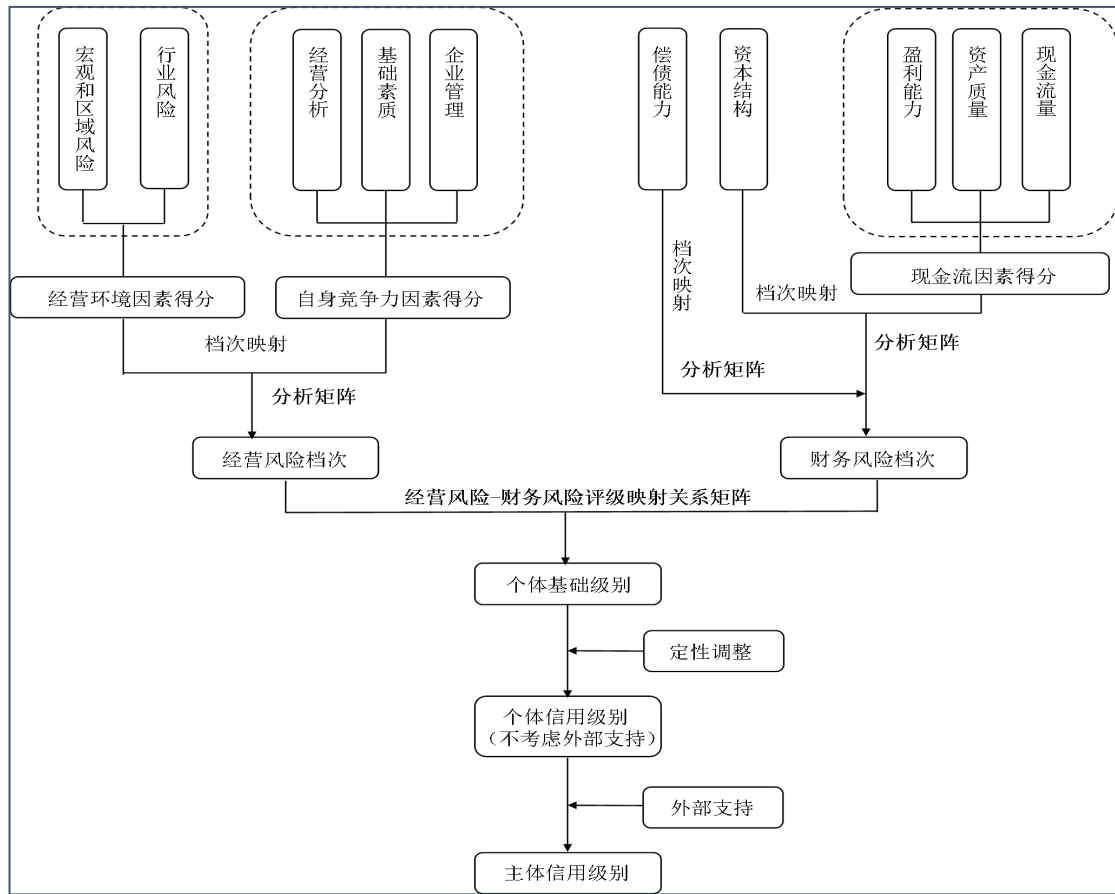 宏观和区域风险
行业风险
经营分析
基础素质
企业管理
偿债能力
资本结构
盈利能力
资产质量
现金流量
经营环境因素得分
自身竞争力因素得分
档次映射
档次映射
现金流因素得分
档次映射
分析矩阵
分析矩阵
分析矩阵
经营风险档次
财务风险档次
经营风险-财务风险评级映射关系矩阵
个体基础级别
定性调整
个体信用级别
（不考虑外部支持）
外部支持
主体信用级别